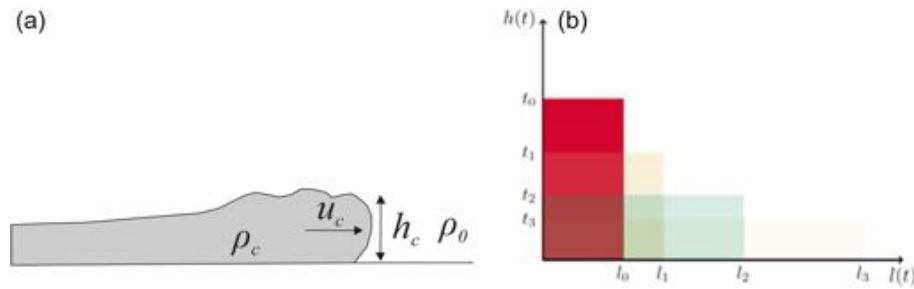 (a)
u_c
h_c ρ_0
ρ_c
h(t) (b)
t_0
t_1
t_2
t_3
l_0 l_1 l_2 l_3 l(t)